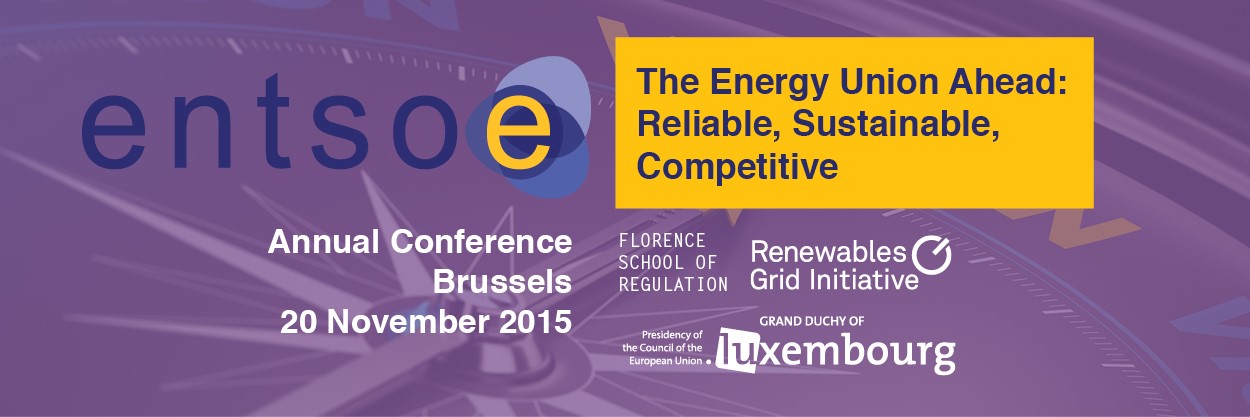 entsoe
The Energy Union Ahead:
Reliable, Sustainable,
Competitive
Annual Conference
Brussels
20 November 2015
FLORENCE
SCHOOL OF
REGULATION
Renewables
Grid Initiative
Presidency of
the Council of the
European Union
GRAND DUCHY OF
luxembourg
W